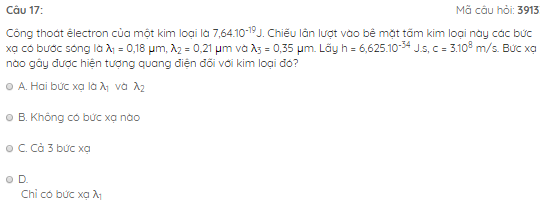 Câu 17: Mã câu hỏi: 3913
Công thoát êlectron của một kim loại là 7,64.10⁻¹⁹J. Chiếu lần lượt vào bề mặt tấm kim loại này các bức
xạ có bước sóng là λ₁ = 0,18 μm, λ₂ = 0,21 μm và λ₃ = 0,35 μm. Lấy h = 6,625.10⁻³⁴ J.s, c = 3.10⁸ m/s. Bức xạ
nào gây được hiện tượng quang điện đối với kim loại đó?
A. Hai bức xạ là λ₁ và λ₂
B. Không có bức xạ nào
C. Cả 3 bức xạ
D.
Chỉ có bức xạ λ₁